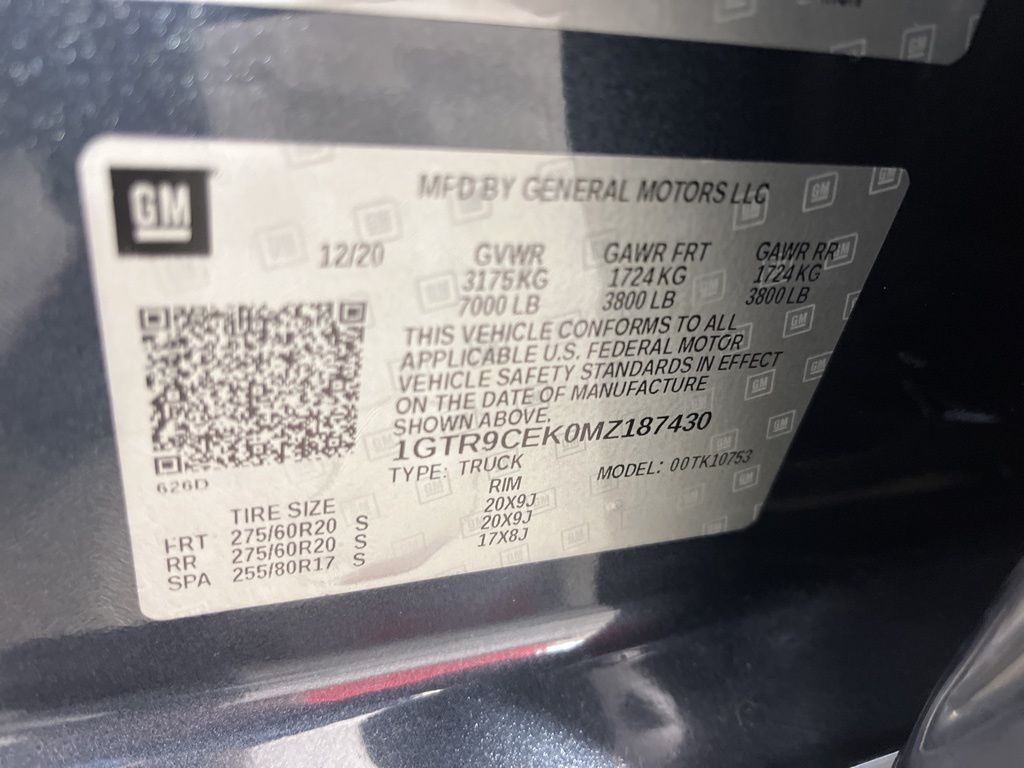 GM
MFD BY GENERAL MOTORS LLC
12/20 GVWR GAWR FRT GAWR RR
3175KG 1724KG 1724KG
7000 LB 3800 LB 3800 LB
THIS VEHICLE CONFORMS TO ALL
APPLICABLE U.S. FEDERAL MOTOR
VEHICLE SAFETY STANDARDS IN EFFECT
ON THE DATE OF MANUFACTURE
SHOWN ABOVE.
1GTR9CEK0MZ187430
TYPE: TRUCK MODEL: 00TK10753
626D
TIRE SIZE RIM
FRT 275/60R20 S 20X9J
RR 275/60R20 S 20X9J
SPA 255/80R17 S 17X8J